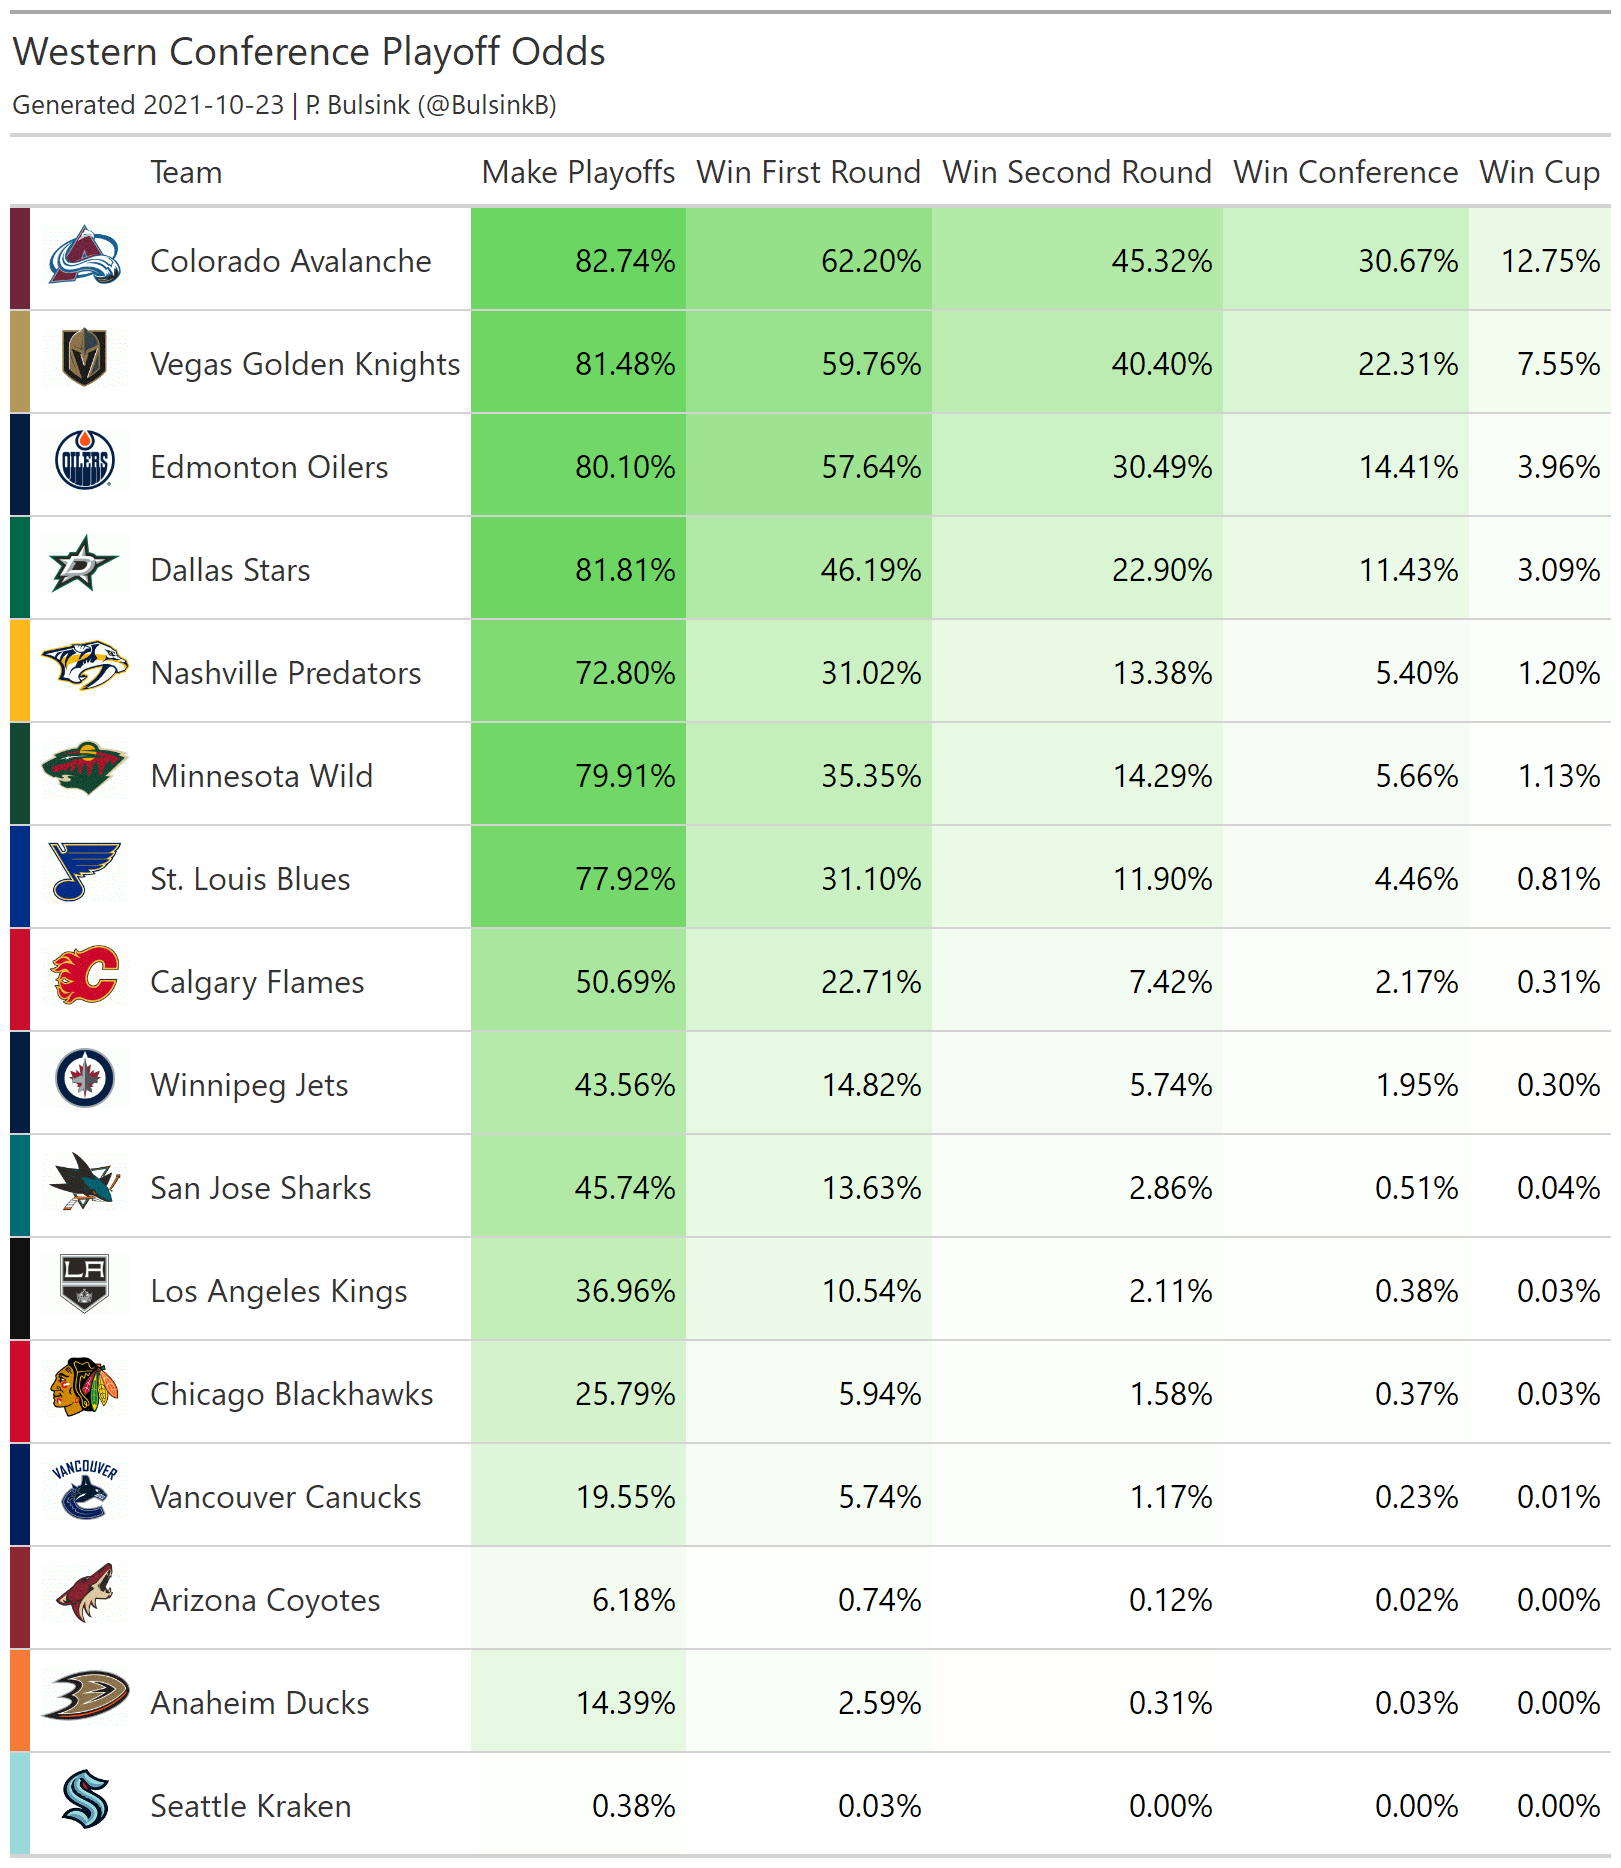 Western Conference Playoff Odds
Generated 2021-10-23 | P. Bulsink (@BulsinkB)
Team Make Playoffs Win First Round Win Second Round Win Conference Win Cup
Colorado Avalanche 82.74% 62.20% 45.32% 30.67% 12.75%
Vegas Golden Knights 81.48% 59.76% 40.40% 22.31% 7.55%
OILERS Edmonton Oilers 80.10% 57.64% 30.49% 14.41% 3.96%
D Dallas Stars 81.81% 46.19% 22.90% 11.43% 3.09%
Nashville Predators 72.80% 31.02% 13.38% 5.40% 1.20%
Minnesota Wild 79.91% 35.35% 14.29% 5.66% 1.13%
St. Louis Blues 77.92% 31.10% 11.90% 4.46% 0.81%
C Calgary Flames 50.69% 22.71% 7.42% 2.17% 0.31%
Winnipeg Jets 43.56% 14.82% 5.74% 1.95% 0.30%
San Jose Sharks 45.74% 13.63% 2.86% 0.51% 0.04%
LA Los Angeles Kings 36.96% 10.54% 2.11% 0.38% 0.03%
Chicago Blackhawks 25.79% 5.94% 1.58% 0.37% 0.03%
VANCOUVER Vancouver Canucks 19.55% 5.74% 1.17% 0.23% 0.01%
Arizona Coyotes 6.18% 0.74% 0.12% 0.02% 0.00%
Anaheim Ducks 14.39% 2.59% 0.31% 0.03% 0.00%
Seattle Kraken 0.38% 0.03% 0.00% 0.00% 0.00%